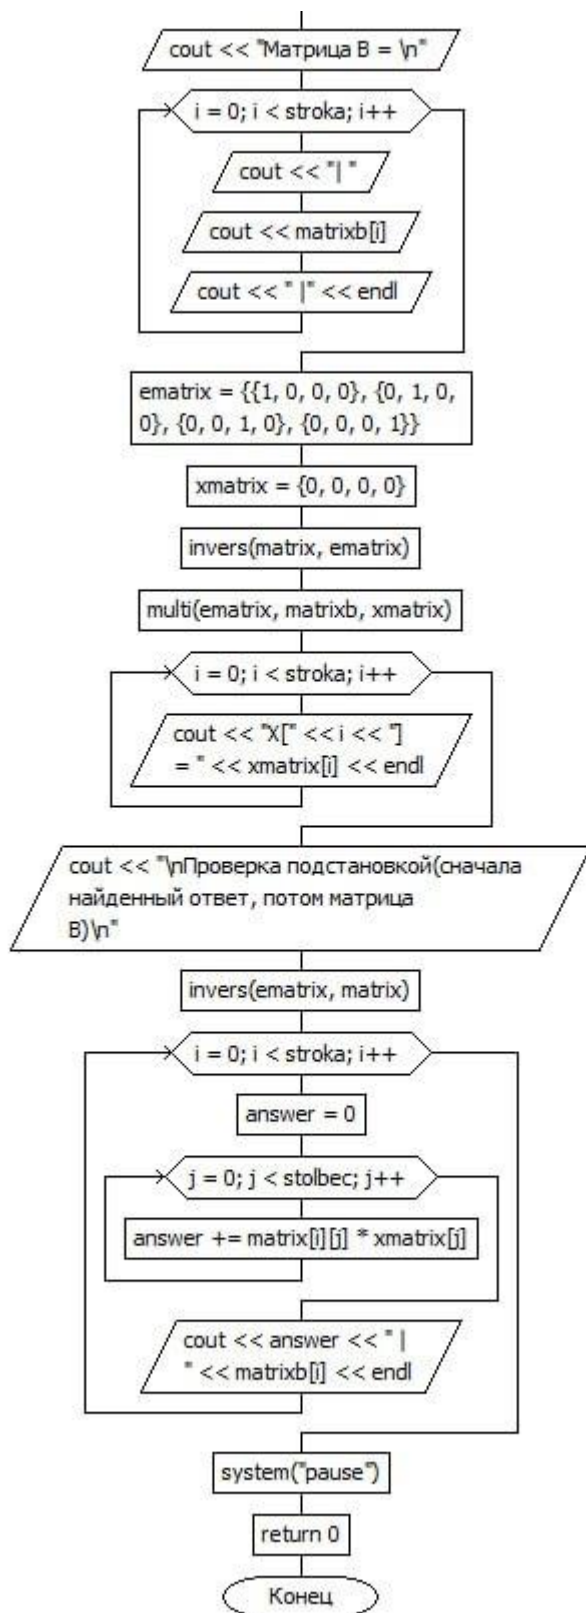 cout << "Матрица B = \n"
i = 0; i < stroka; i++
cout << "| "
cout << matrixb[i]
cout << " |" << endl
ematrix = {{1, 0, 0, 0}, {0, 1, 0,
0}, {0, 0, 1, 0}, {0, 0, 0, 1}}
xmatrix = {0, 0, 0, 0}
invers(matrix, ematrix)
multi(ematrix, matrixb, xmatrix)
i = 0; i < stroka; i++
cout << "X[" << i << "]
= " << xmatrix[i] << endl
cout << "\nПроверка подстановкой(сначала
найденный ответ, потом матрица
B)\n"
invers(ematrix, matrix)
i = 0; i < stroka; i++
answer = 0
j = 0; j < stolbec; j++
answer += matrix[i][j] * xmatrix[j]
cout << answer << " |
" << matrixb[i] << endl
system("pause")
return 0
Конец